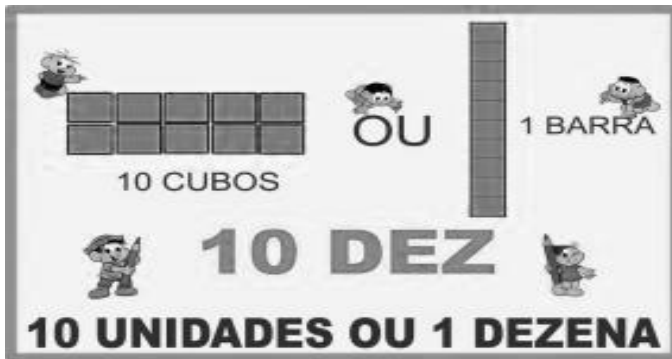 OU
1 BARRA
10 CUBOS
10 DEZ
10 UNIDADES OU 1 DEZENA